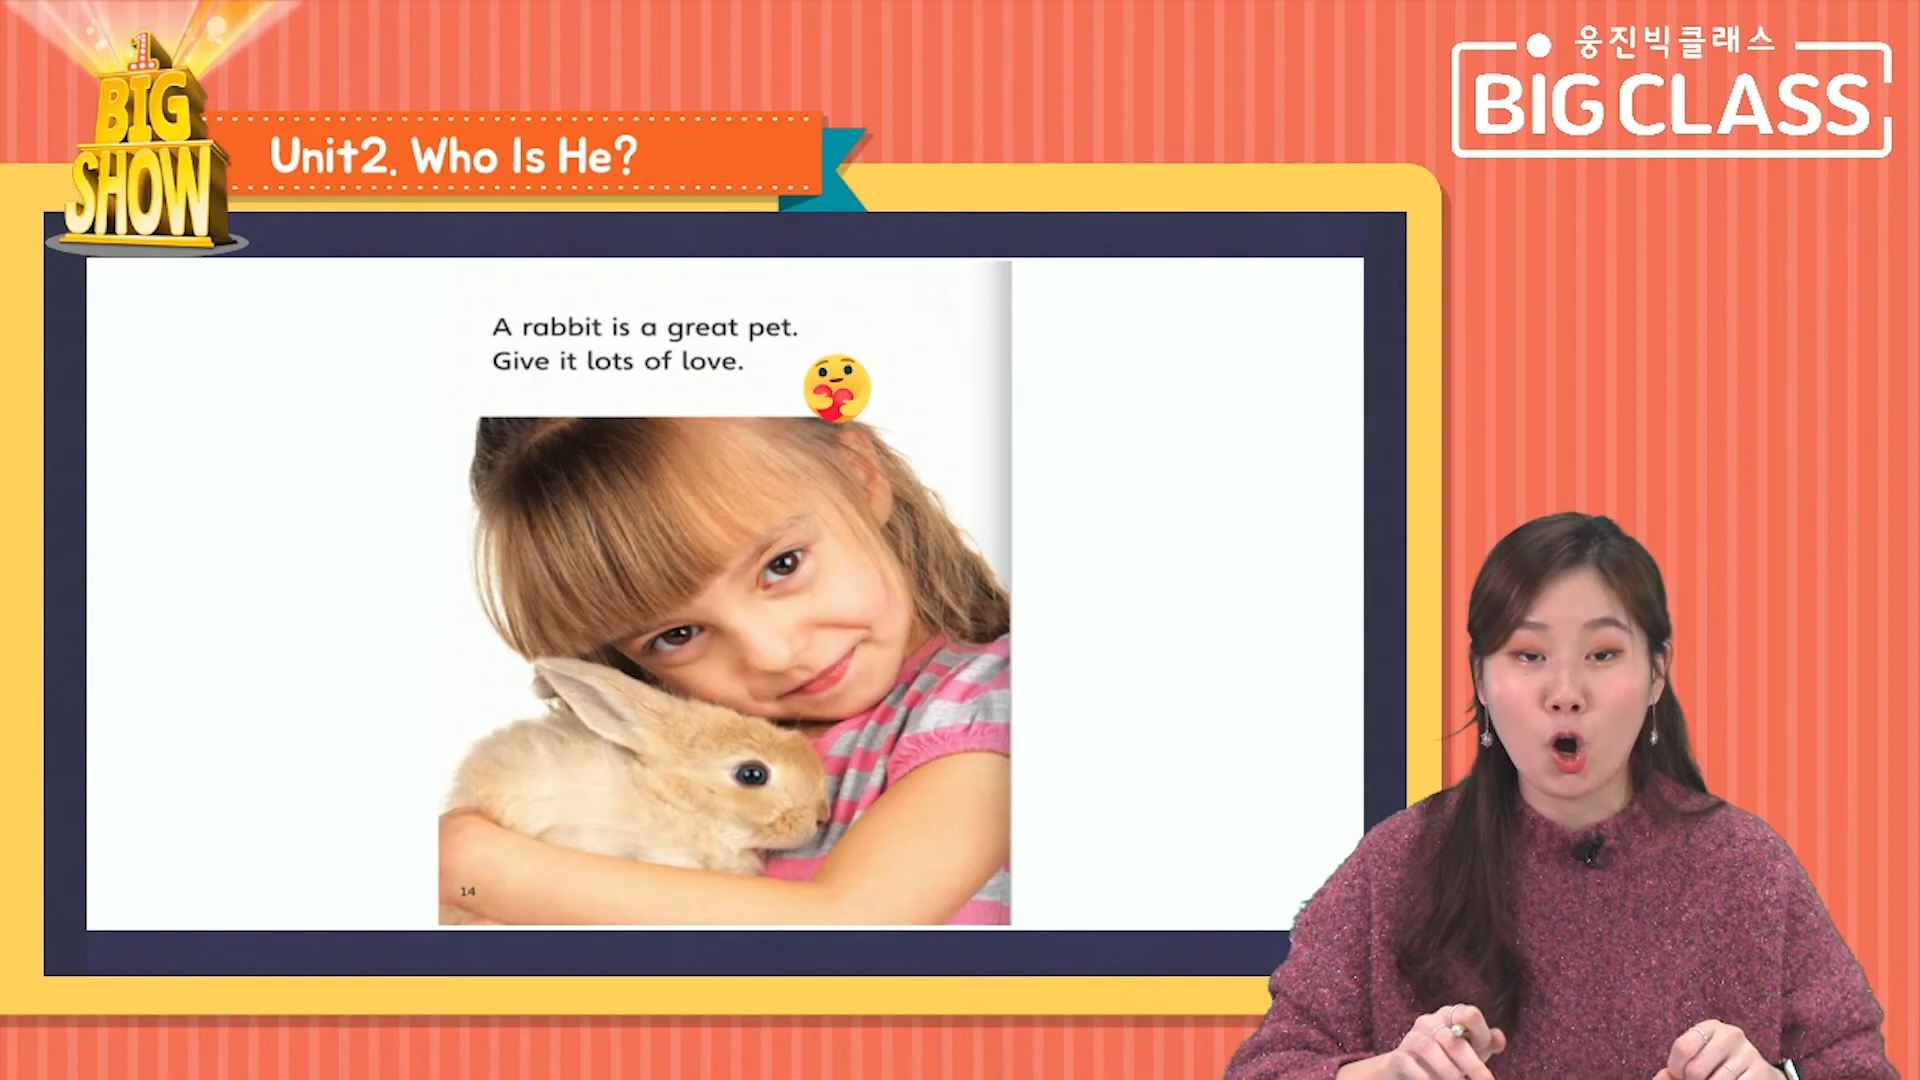 1
BIG
SHOW
Unit2. Who Is He?
웅진빅클래스
BIG CLASS
A rabbit is a great pet.
Give it lots of love.
14